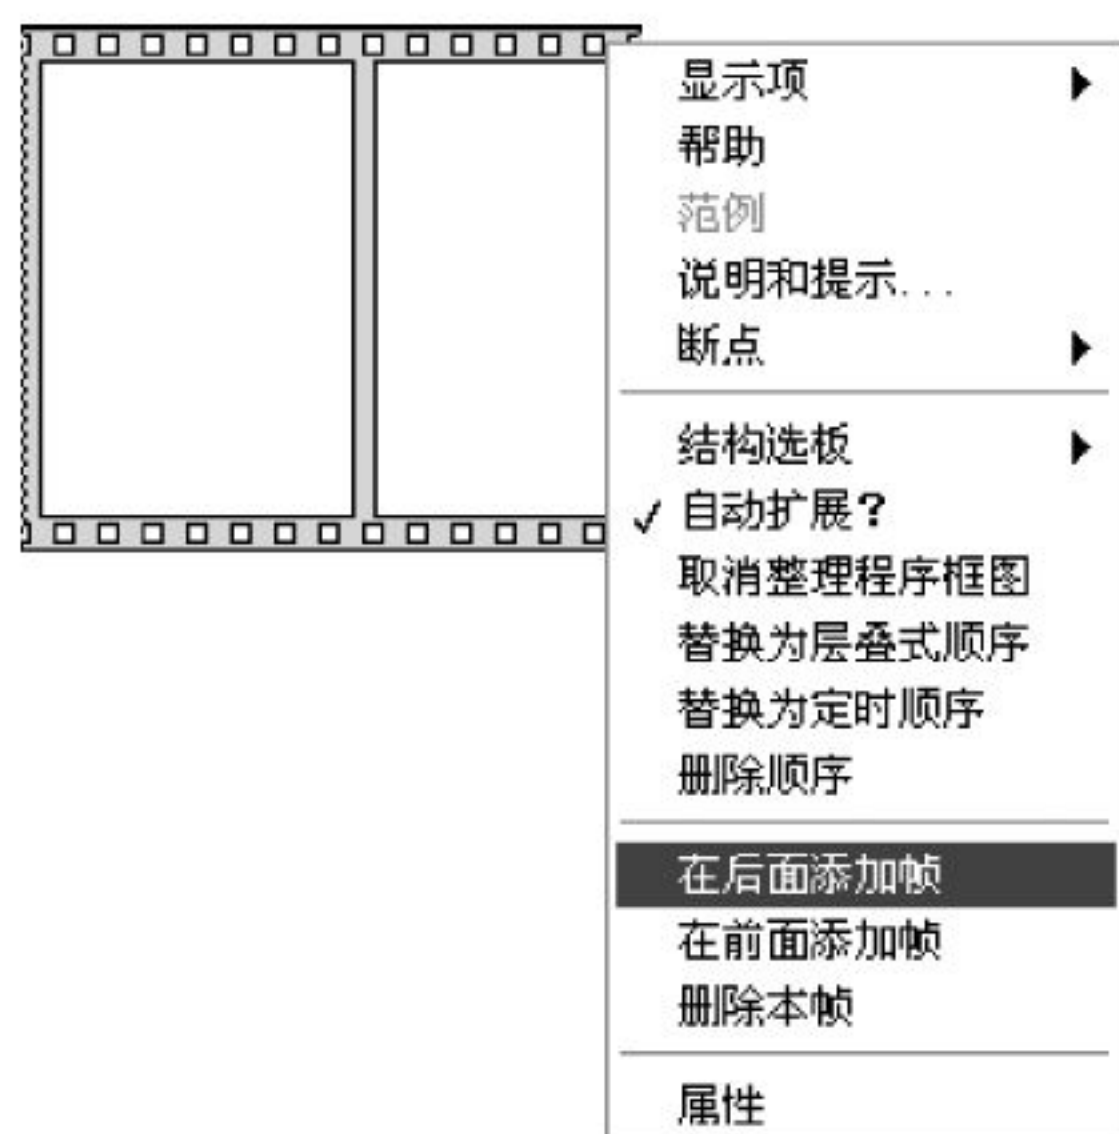 显示项
帮助
范例
说明和提示...
断点
结构选板
自动扩展?
取消整理程序框图
替换为层叠式顺序
替换为定时顺序
删除顺序
在后面添加帧
在前面添加帧
删除本帧
属性